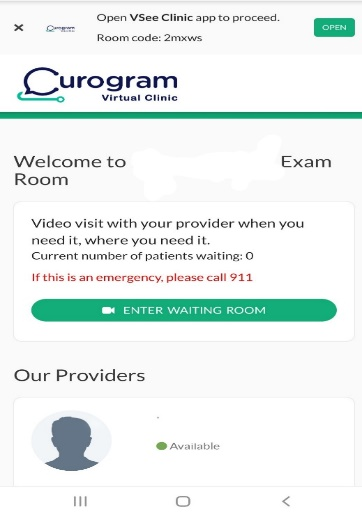 Open VSee Clinic app to proceed.
Room code: 2mxws
OPEN
Curogram
Virtual Clinic
Welcome to Exam
Room
Video visit with your provider when you
need it, where you need it.
Current number of patients waiting: 0
If this is an emergency, please call 911
ENTER WAITING ROOM
Our Providers
Available